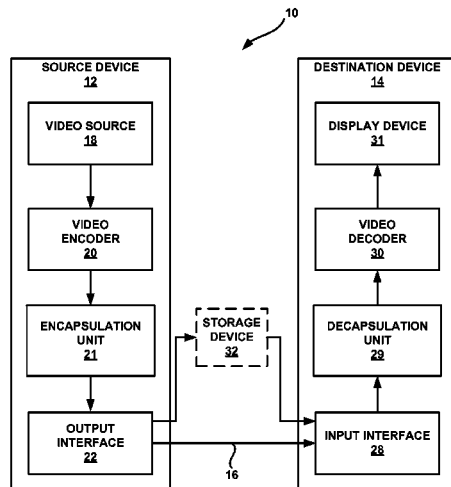 10
SOURCE DEVICE
12
VIDEO SOURCE
18
VIDEO
ENCODER
20
ENCAPSULATION
UNIT
21
OUTPUT
INTERFACE
22
STORAGE
DEVICE
32
16
DESTINATION DEVICE
14
DISPLAY DEVICE
31
VIDEO
DECODER
30
DECAPSULATION
UNIT
29
INPUT INTERFACE
28